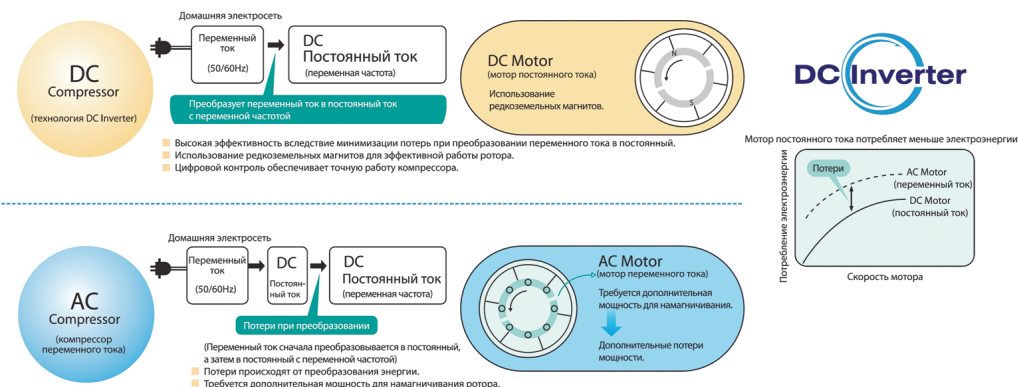 Домашняя электросеть
DC
Compressor
(технология DC Inverter)
Переменный
ток
(50/60Hz)
DC
Постоянный ток
(переменная частота)
Преобразует переменный ток в постоянный ток
с переменной частотой
DC Motor
(мотор постоянного тока)
Использование
редкоземельных магнитов.
N
S
DC Inverter
Высокая эффективность вследствие минимизации потерь при преобразовании переменного тока в постоянный.
Использование редкоземельных магнитов для эффективной работы ротора.
Цифровой контроль обеспечивает точную работу компрессора.
Мотор постоянного тока потребляет меньше электроэнергии
Потребление электроэнергии
Потери
AC Motor
(переменный ток)
DC Motor
(постоянный ток)
Скорость мотора
Домашняя электросеть
AC
Compressor
(компрессор
переменного тока)
Переменный
ток
(50/60Hz)
DC
Постоян-
ный ток
DC
Постоянный ток
(переменная частота)
Потери при преобразовании
(Переменный ток сначала преобразовывается в постоянный,
а затем в постоянный с переменной частотой)
Потери происходят от преобразования энергии.
Требуется дополнительная мощность для намагничивания ротора.
AC Motor
(мотор переменного тока)
Требуется дополнительная
мощность для намагничивания.
Дополнительные потери
мощности.